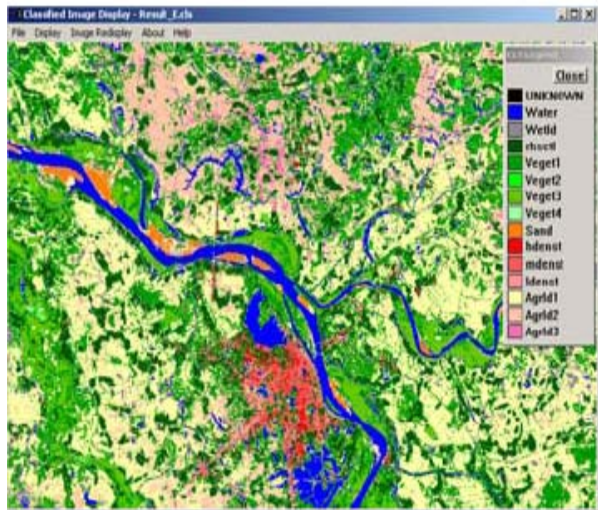 Classified Image Display - Result_E.cls
File Display Image Redisplay About Help
Close
UNKNOWN
Water
Wetld
Veget1
Veget2
Veget3
Veget4
Sand
hdenst
mdenst
ldenst
Agrld1
Agrld2
Agrld3